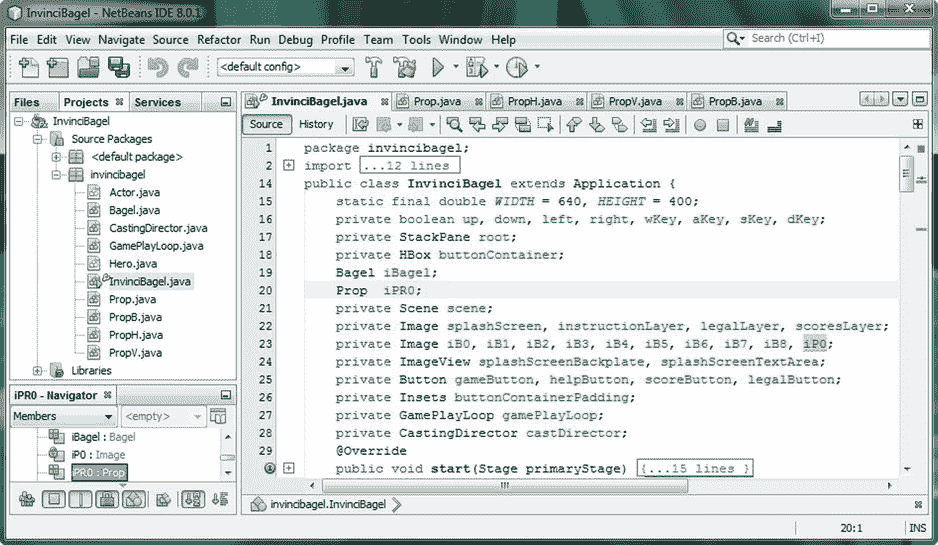 InvinciBagel - NetBeans IDE 8.0.1
File Edit View Navigate Source Refactor Run Debug Profile Team Tools Window Help
Search (Ctrl+I)
<default config>
Files Projects Services
InvinciBagel
Source Packages
<default package>
invincibagel
Actor.java
Bagel.java
CastingDirector.java
GamePlayLoop.java
Hero.java
InvinciBagel.java
Prop.java
PropB.java
PropH.java
PropV.java
Libraries
iPR0 - Navigator
Members <empty>
iBagel : Bagel
iP0 : Image
iPR0 : Prop
InvinciBagel.java Prop.java PropH.java PropV.java PropB.java
Source History
1 package invincibagel;
2 import ...12 lines
14 public class InvinciBagel extends Application {
15 static final double WIDTH = 640, HEIGHT = 400;
16 private boolean up, down, left, right, wKey, aKey, sKey, dKey;
17 private StackPane root;
18 private HBox buttonContainer;
19 Bagel iBagel;
20 Prop iPR0;
21 private Scene scene;
22 private Image splashScreen, instructionLayer, legalLayer, scoresLayer;
23 private Image iB0, iB1, iB2, iB3, iB4, iB5, iB6, iB7, iB8, iP0;
24 private ImageView splashScreenBackplate, splashScreenTextArea;
25 private Button gameButton, helpButton, scoreButton, legalButton;
26 private Insets buttonContainerPadding;
27 private GamePlayLoop gamePlayLoop;
28 private CastingDirector castDirector;
29 @Override
public void start(Stage primaryStage) {...15 lines }
invincibagel.InvinciBagel
20:1 INS